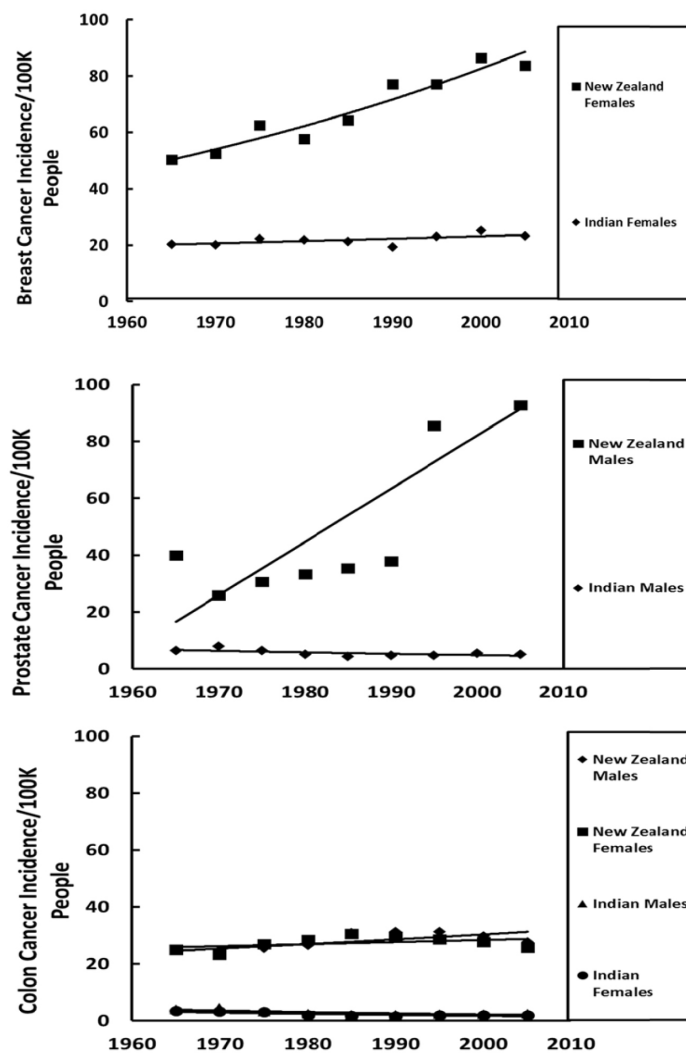 Breast Cancer Incidence/100K
People
100
80
60
40
20
0
1960
1970
1980
1990
2000
2010
New Zealand
Females
Indian Females
Prostate Cancer Incidence/100K
People
100
80
60
40
20
0
1960
1970
1980
1990
2000
2010
New Zealand
Males
Indian Males
Colon Cancer Incidence/100K
People
100
80
60
40
20
0
1960
1970
1980
1990
2000
2010
New Zealand
Males
New Zealand
Females
Indian Males
Indian
Females